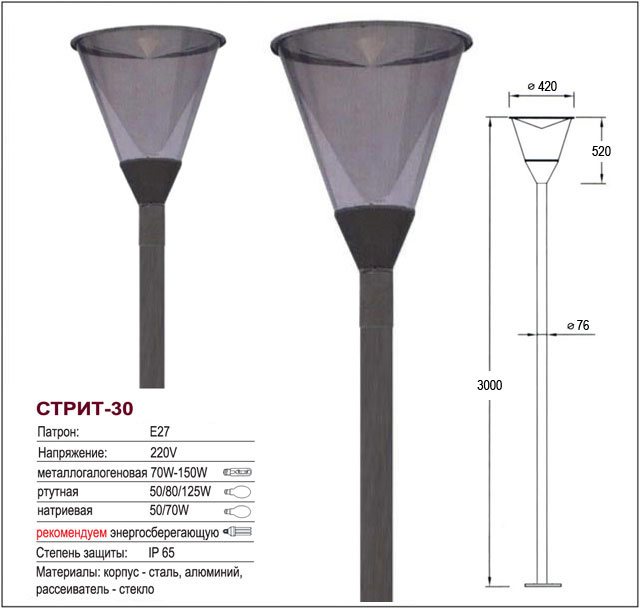 ⌀ 420
520
⌀ 76
3000
СТРИТ-30
Патрон: E27
Напряжение: 220V
металлогалогеновая 70W-150W
ртутная 50/80/125W
натриевая 50/70W
рекомендуем энергосберегающую
Степень защиты: IP 65
Материалы: корпус - сталь, алюминий,
рассеиватель - стекло